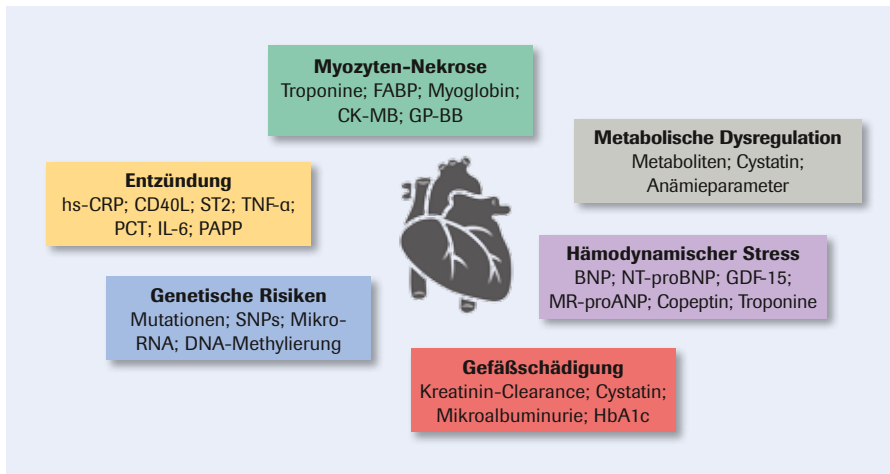 Myozyten-Nekrose
Troponine; FABP; Myoglobin;
CK-MB; GP-BB
Metabolische Dysregulation
Metaboliten; Cystatin;
Anämieparameter
Entzündung
hs-CRP; CD40L; ST2; TNF-α;
PCT; IL-6; PAPP
Hämodynamischer Stress
BNP; NT-proBNP; GDF-15;
MR-proANP; Copeptin; Troponine
Genetische Risiken
Mutationen; SNPs; Mikro-
RNA; DNA-Methylierung
Gefäßschädigung
Kreatinin-Clearance; Cystatin;
Mikroalbuminurie; HbA1c